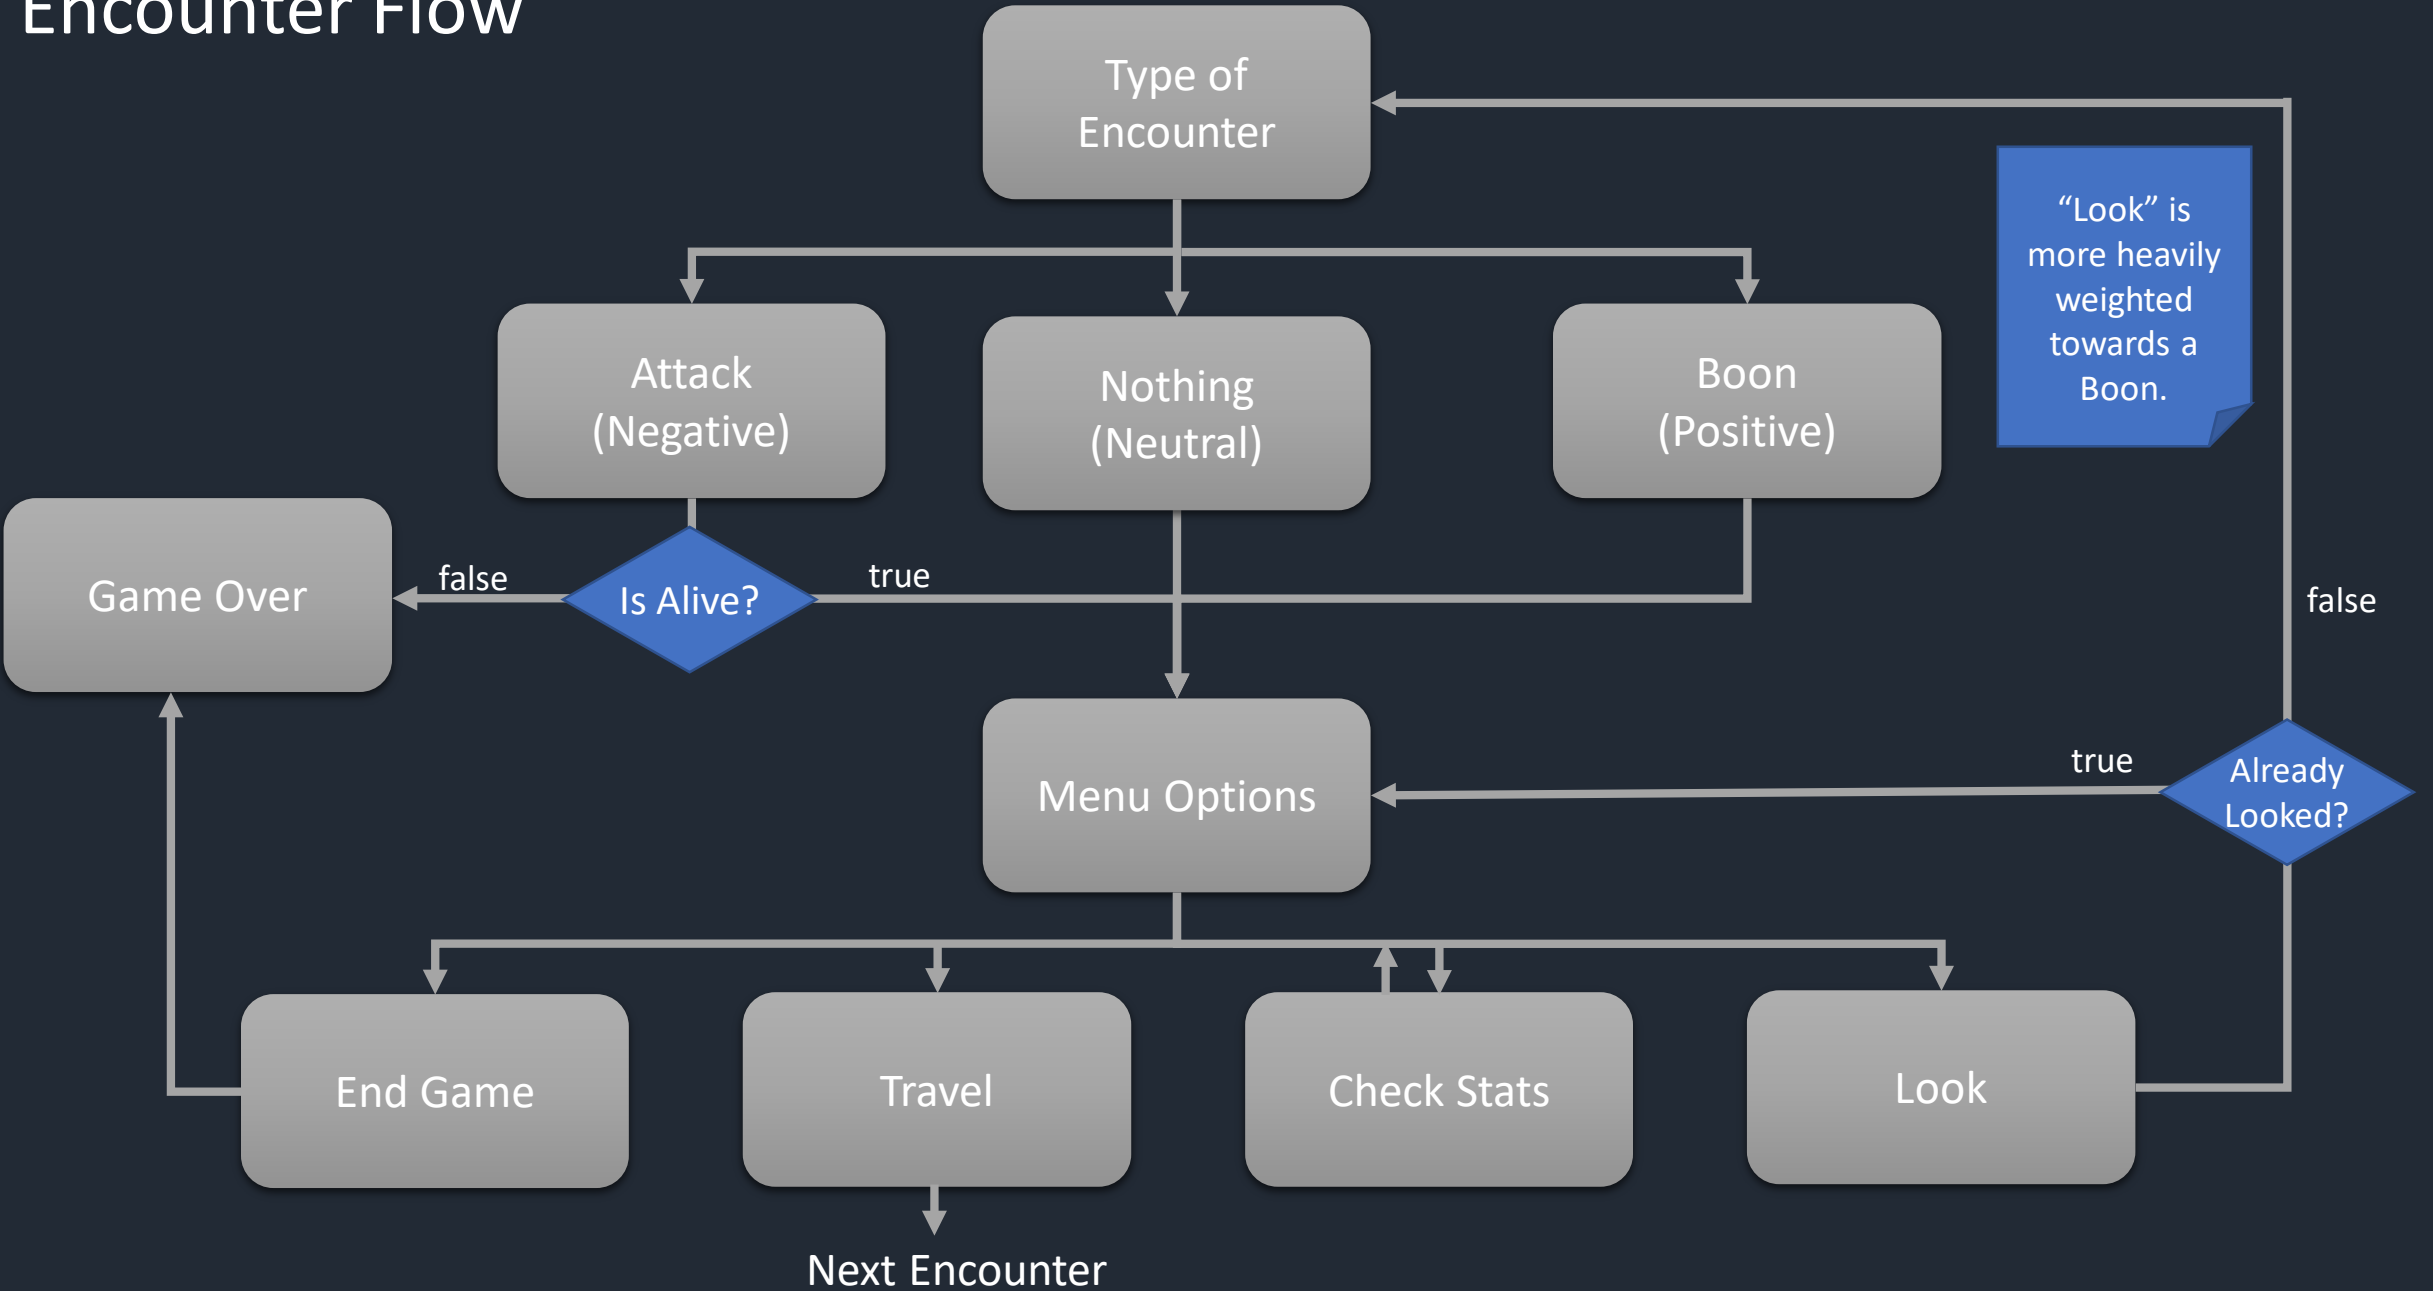 Encounter Flow
Type of
Encounter
“Look” is
more heavily
weighted
towards a
Boon.
Attack
(Negative)
Nothing
(Neutral)
Boon
(Positive)
Game Over
false
Is Alive?
true
false
Menu Options
true
Already
Looked?
End Game
Travel
Check Stats
Look
Next Encounter